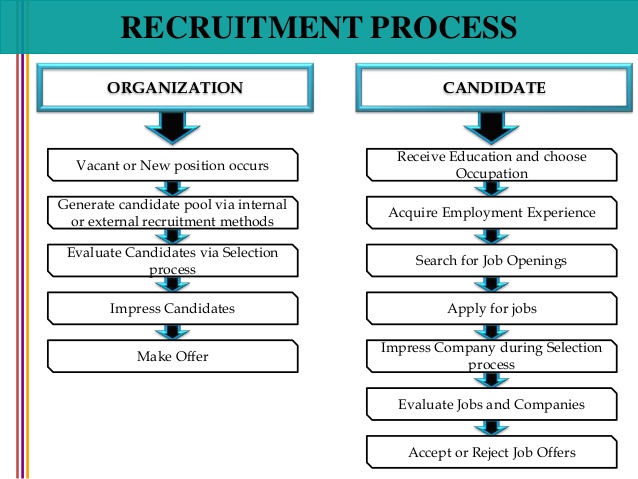 RECRUITMENT PROCESS
ORGANIZATION
Vacant or New position occurs
Generate candidate pool via internal
or external recruitment methods
Evaluate Candidates via Selection
process
Impress Candidates
Make Offer
CANDIDATE
Receive Education and choose
Occupation
Acquire Employment Experience
Search for Job Openings
Apply for jobs
Impress Company during Selection
process
Evaluate Jobs and Companies
Accept or Reject Job Offers